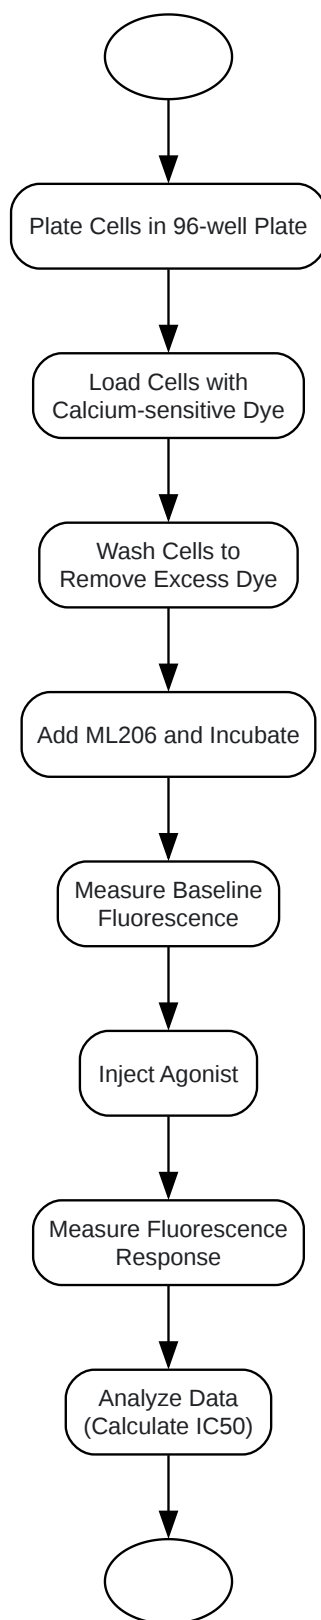 Plate Cells in 96-well Plate
Load Cells with
Calcium-sensitive Dye
Wash Cells to
Remove Excess Dye
Add ML206 and Incubate
Measure Baseline
Fluorescence
Inject Agonist
Measure Fluorescence
Response
Analyze Data
(Calculate IC50)